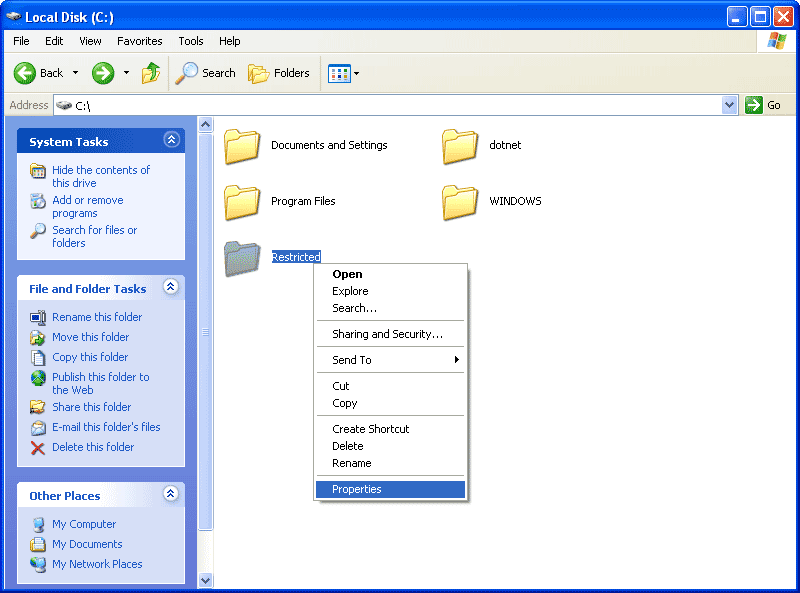 Local Disk (C:)
File Edit View Favorites Tools Help
Back Search Folders
Address C:\ Go
System Tasks
Hide the contents of
this drive
Add or remove
programs
Search for files or
folders
File and Folder Tasks
Rename this folder
Move this folder
Copy this folder
Publish this folder to
the Web
Share this folder
E-mail this folder's files
Delete this folder
Other Places
My Computer
My Documents
My Network Places
Documents and Settings
dotnet
Program Files
WINDOWS
Restricted
Open
Explore
Search...
Sharing and Security...
Send To
Cut
Copy
Create Shortcut
Delete
Rename
Properties